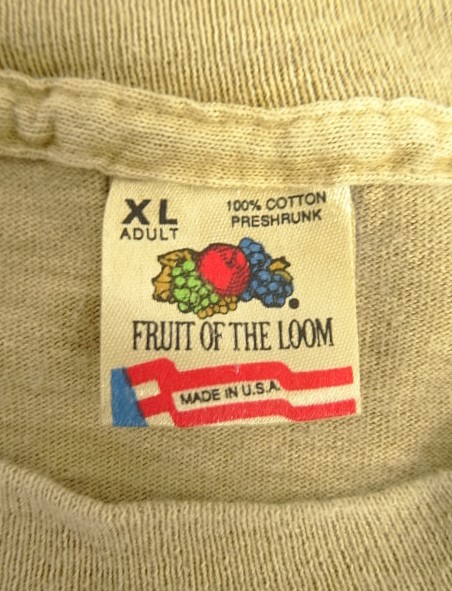 XL
ADULT
100% COTTON
PRESHRUNK
FRUIT OF THE LOOM
MADE IN U.S.A.